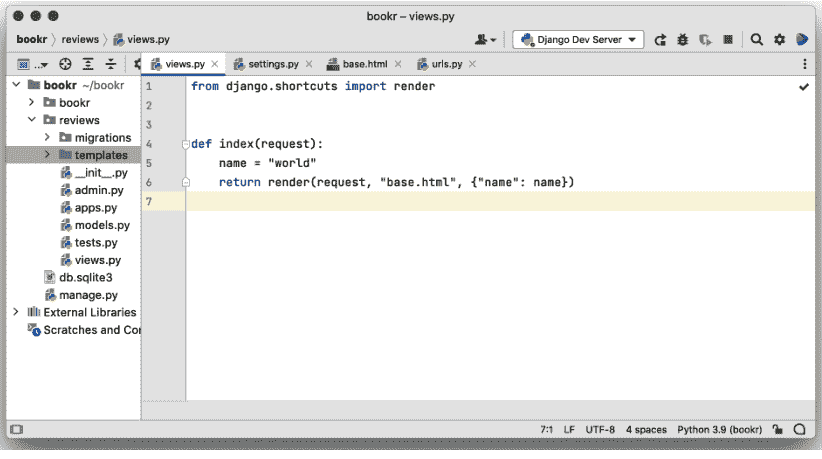 bookr – views.py
bookr reviews views.py
Django Dev Server
..
views.py
settings.py
base.html
urls.py
bookr ~/bookr
bookr
reviews
migrations
templates
__init__.py
admin.py
apps.py
models.py
tests.py
views.py
db.sqlite3
manage.py
External Libraries
Scratches and Cor
1 from django.shortcuts import render
2
3
4 def index(request):
5 name = "world"
6 return render(request, "base.html", {"name": name})
7
7:1 LF UTF-8 4 spaces Python 3.9 (bookr)